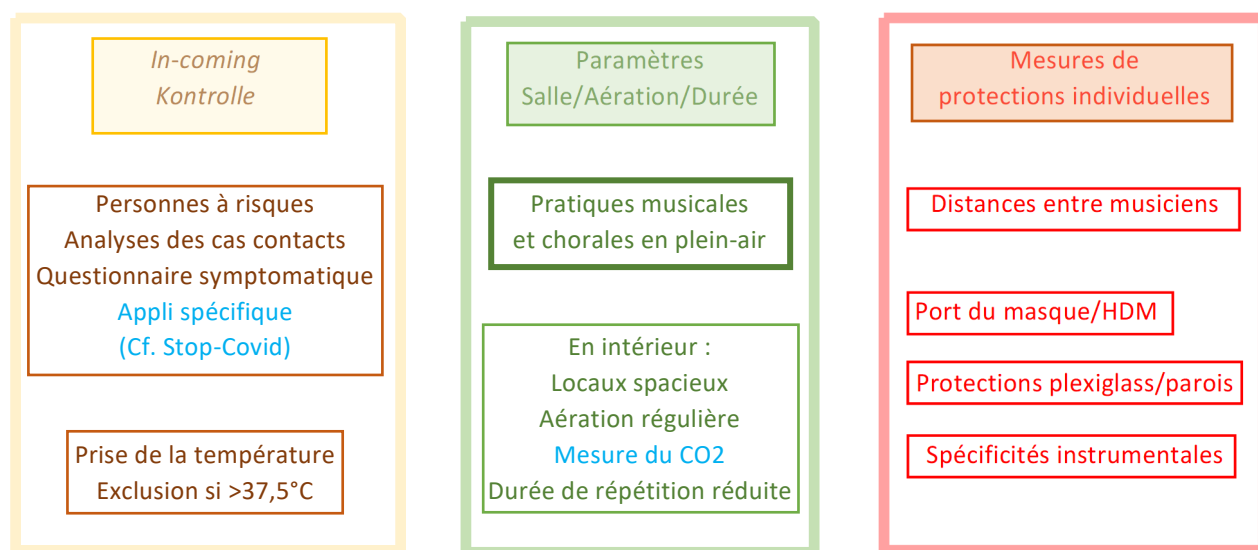 In-coming
Kontrolle
Personnes à risques
Analyses des cas contacts
Questionnaire symptomatique
Appli spécifique
(Cf. Stop-Covid)
Prise de la température
Exclusion si >37,5°C
Paramètres
Salle/Aération/Durée
Pratiques musicales
et chorales en plein-air
En intérieur :
Locaux spacieux
Aération régulière
Mesure du CO2
Durée de répétition réduite
Mesures de
protections individuelles
Distances entre musiciens
Port du masque/HDM
Protections plexiglass/parois
Spécificités instrumentales